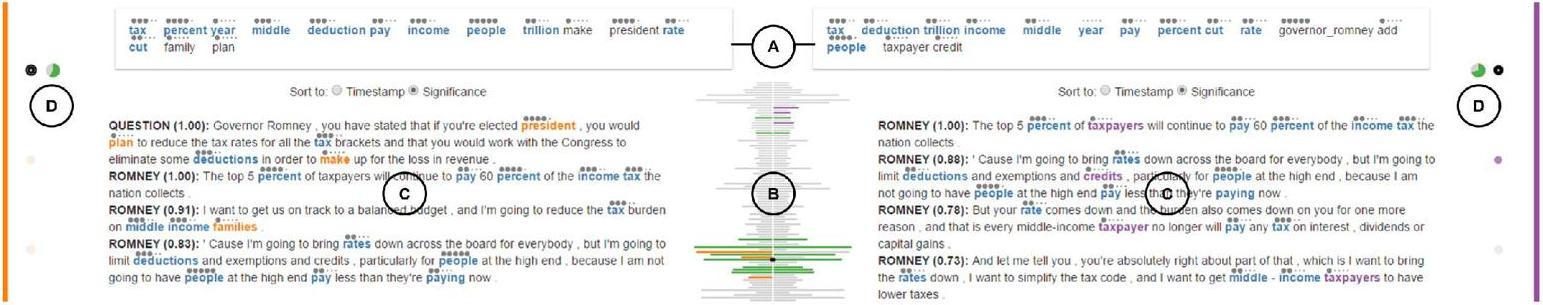 tax percent year middle deduction pay income people trillion make president rate
cut family plan
A
tax deduction trillion income middle year pay percent cut rate governor_romney add
people taxpayer credit
D
Sort to: Timestamp Significance
Sort to: Timestamp Significance
D
QUESTION (1.00): Governor Romney , you have stated that if you're elected president , you would
plan to reduce the tax rates for all the tax brackets and that you would work with the Congress to
eliminate some deductions in order to make up for the loss in revenue .
ROMNEY (1.00): The top 5 percent of taxpayers will continue to pay 60 percent of the income tax the
nation collects .
C
ROMNEY (0.91): I want to get us on track to a balanced budget , and I'm going to reduce the tax burden
on middle income families .
ROMNEY (0.83): ' Cause I'm going to bring rates down across the board for everybody , but I'm going to
limit deductions and exemptions and credits , particularly for people at the high end , because I am not
going to have people at the high end pay less than they're paying now .
B
ROMNEY (1.00): The top 5 percent of taxpayers will continue to pay 60 percent of the income tax the
nation collects .
ROMNEY (0.88): ' Cause I'm going to bring rates down across the board for everybody , but I'm going to
limit deductions and exemptions and credits , particularly for people at the high end , because I am
not going to have people at the high end pay less than they're paying now .
C
ROMNEY (0.78): But your rate comes down and the burden also comes down on you for one more
reason , and that is every middle-income taxpayer no longer will pay any tax on interest , dividends or
capital gains .
ROMNEY (0.73): And let me tell you , you're absolutely right about part of that , which is I want to bring
the rates down , I want to simplify the tax code , and I want to get middle - income taxpayers to have
lower taxes .